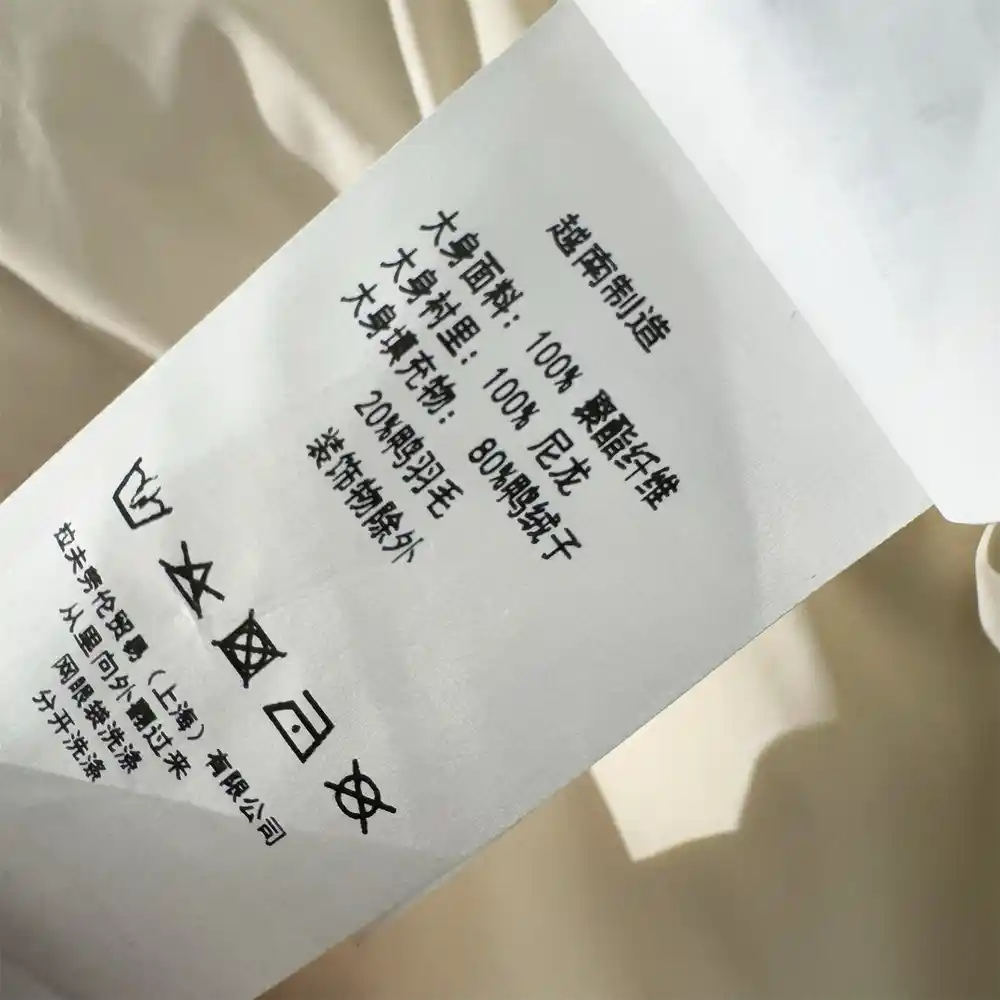 越南制造
大身面料: 100% 聚酯纤维
大身衬里: 100% 尼龙
大身填充物: 80%鸭绒子
20%鸭羽毛
装饰物除外
拉夫劳伦贸易（上海）有限公司
从里向外翻过来
网眼袋洗涤
分开洗涤